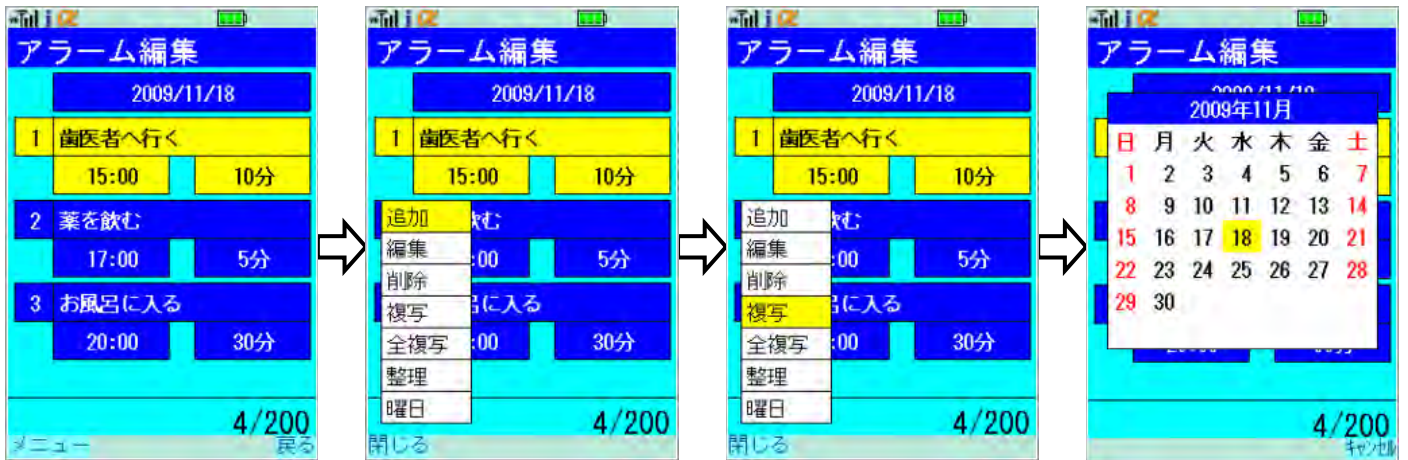 アラーム編集
2009/11/18
1 歯医者へ行く
15:00 10分
2 薬を飲む
17:00 5分
3 お風呂に入る
20:00 30分
4/200
メニュー 戻る
アラーム編集
2009/11/18
1 歯医者へ行く
15:00 10分
追加
編集
削除
複写
全複写
整理
曜日
飲む
:00 5分
呂に入る
:00 30分
4/200
閉じる
アラーム編集
2009/11/18
1 歯医者へ行く
15:00 10分
追加
編集
削除
複写
全複写
整理
曜日
飲む
:00 5分
呂に入る
:00 30分
4/200
閉じる
アラーム編集
2009年11月
日 月 火 水 木 金 土
1 2 3 4 5 6 7
8 9 10 11 12 13 14
15 16 17 18 19 20 21
22 23 24 25 26 27 28
29 30
4/200
キャンセル